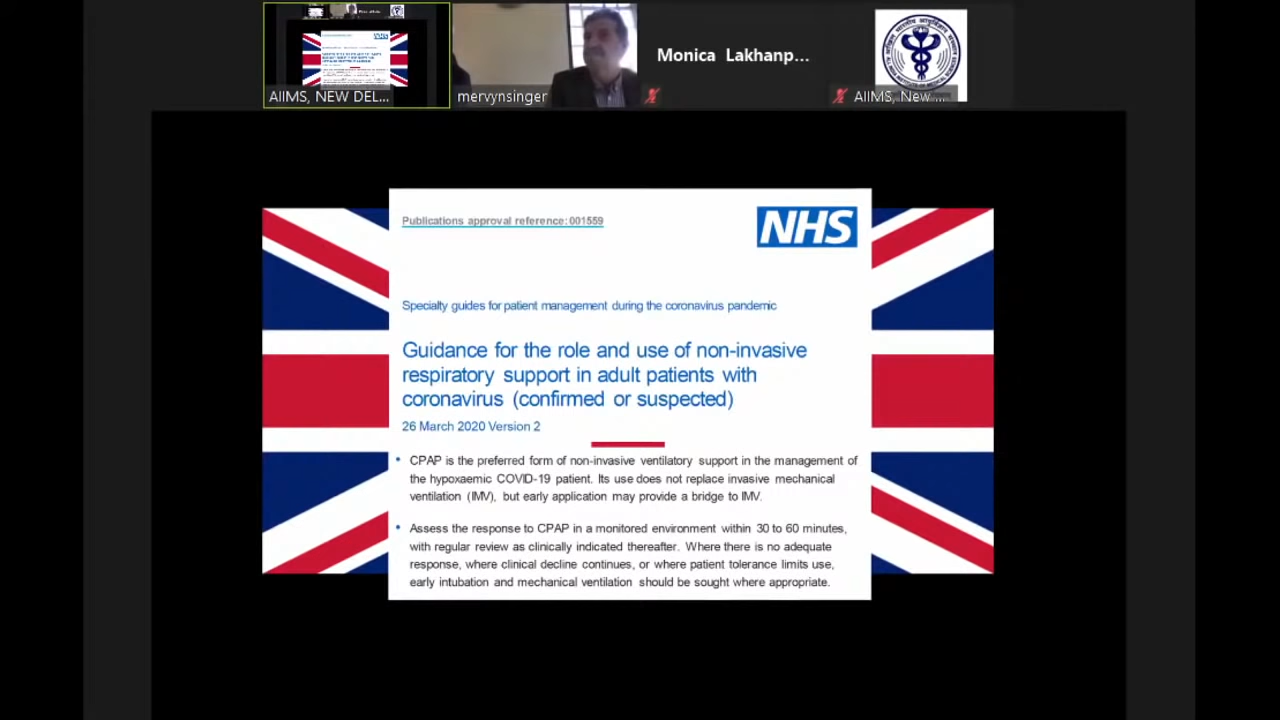 AIIMS, NEW DEL...
mervynsinger
Monica Lakhanp...
AIIMS, New ...
Publications approval reference: 001559
NHS
Specialty guides for patient management during the coronavirus pandemic
Guidance for the role and use of non-invasive
respiratory support in adult patients with
coronavirus (confirmed or suspected)
26 March 2020 Version 2
• CPAP is the preferred form of non-invasive ventilatory support in the management of
the hypoxaemic COVID-19 patient. Its use does not replace invasive mechanical
ventilation (IMV), but early application may provide a bridge to IMV.
• Assess the response to CPAP in a monitored environment within 30 to 60 minutes,
with regular review as clinically indicated thereafter. Where there is no adequate
response, where clinical decline continues, or where patient tolerance limits use,
early intubation and mechanical ventilation should be sought where appropriate.